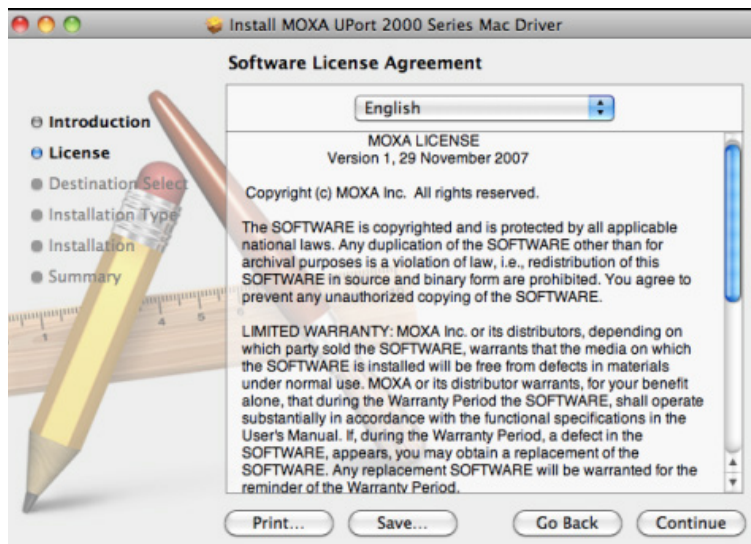 Install MOXA UPort 2000 Series Mac Driver
Software License Agreement
Introduction
License
Destination Select
Installation Type
Installation
Summary
English
MOXA LICENSE
Version 1, 29 November 2007
Copyright (c) MOXA Inc. All rights reserved.
The SOFTWARE is copyrighted and is protected by all applicable
national laws. Any duplication of the SOFTWARE other than for
archival purposes is a violation of law, i.e., redistribution of this
SOFTWARE in source and binary form are prohibited. You agree to
prevent any unauthorized copying of the SOFTWARE.
LIMITED WARRANTY: MOXA Inc. or its distributors, depending on
which party sold the SOFTWARE, warrants that the media on which
the SOFTWARE is installed will be free from defects in materials
under normal use. MOXA or its distributor warrants, for your benefit
alone, that during the Warranty Period the SOFTWARE, shall operate
substantially in accordance with the functional specifications in the
User's Manual. If, during the Warranty Period, a defect in the
SOFTWARE, appears, you may obtain a replacement of the
SOFTWARE. Any replacement SOFTWARE will be warranted for the
reminder of the Warranty Period.
1 4 5
Print... Save... Go Back Continue